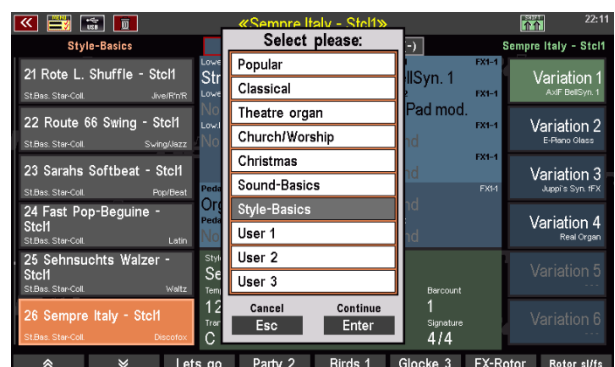 MENU
USB
«Sempre Italy - Stcl1»
22:11
Style-Basics
Select please:
-)
Sempre Italy - Stcl1
21 Rote L. Shuffle - Stcl1
St.Bas. Star-Coll.
Jive/R'n'R
22 Route 66 Swing - Stcl1
St.Bas. Star-Coll.
Swing/Jazz
23 Sarahs Softbeat - Stcl1
St.Bas. Star-Coll.
Pop/Beat
24 Fast Pop-Beguine -
Stcl1
St.Bas. Star-Coll.
Latin
25 Sehnsuchts Walzer -
Stcl1
St.Bas. Star-Coll.
Waltz
26 Sempre Italy - Stcl1
St.Bas. Star-Coll.
Discofox
Popular
Classical
Theatre organ
Church/Worship
Christmas
Sound-Basics
Style-Basics
User 1
User 2
User 3
Cancel
Continue
Esc
Enter
FX1-1
llSyn. 1
FX1-1
Pad mod.
FX1-4
FX1-4
FX1-1
Barcount
1
Signature
C
4/4
Variation 1
AxiF BellSyn. 1
Variation 2
E-Piano Glass
Variation 3
Juppi's Syn. fFX
Variation 4
Real Organ
Variation 5
---
Variation 6
---
Lets go
Party 2
Birds 1
Glocke 3
FX-Rotor
Rotor sl/fs